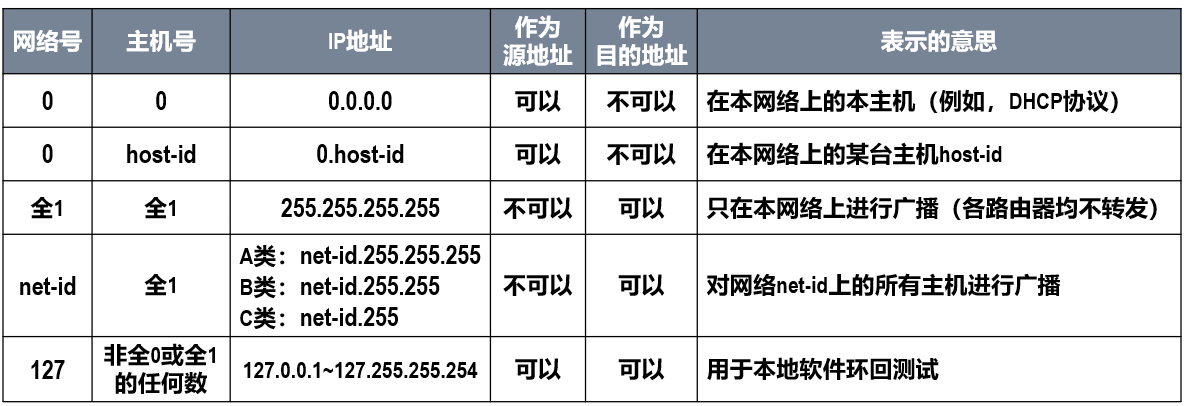 网络号 主机号 IP地址 作为源地址 作为目的地址 表示的意思
0 0 0.0.0.0 可以 不可以 在本网络上的本主机（例如，DHCP协议）
0 host-id 0.host-id 可以 不可以 在本网络上的某台主机host-id
全1 全1 255.255.255.255 不可以 可以 只在本网络上进行广播（各路由器均不转发）
net-id 全1 A类：net-id.255.255.255
B类：net-id.255.255
C类：net-id.255 不可以 可以 对网络net-id上的所有主机进行广播
127 非全0或全1的任何数 127.0.0.1~127.255.255.254 可以 可以 用于本地软件环回测试